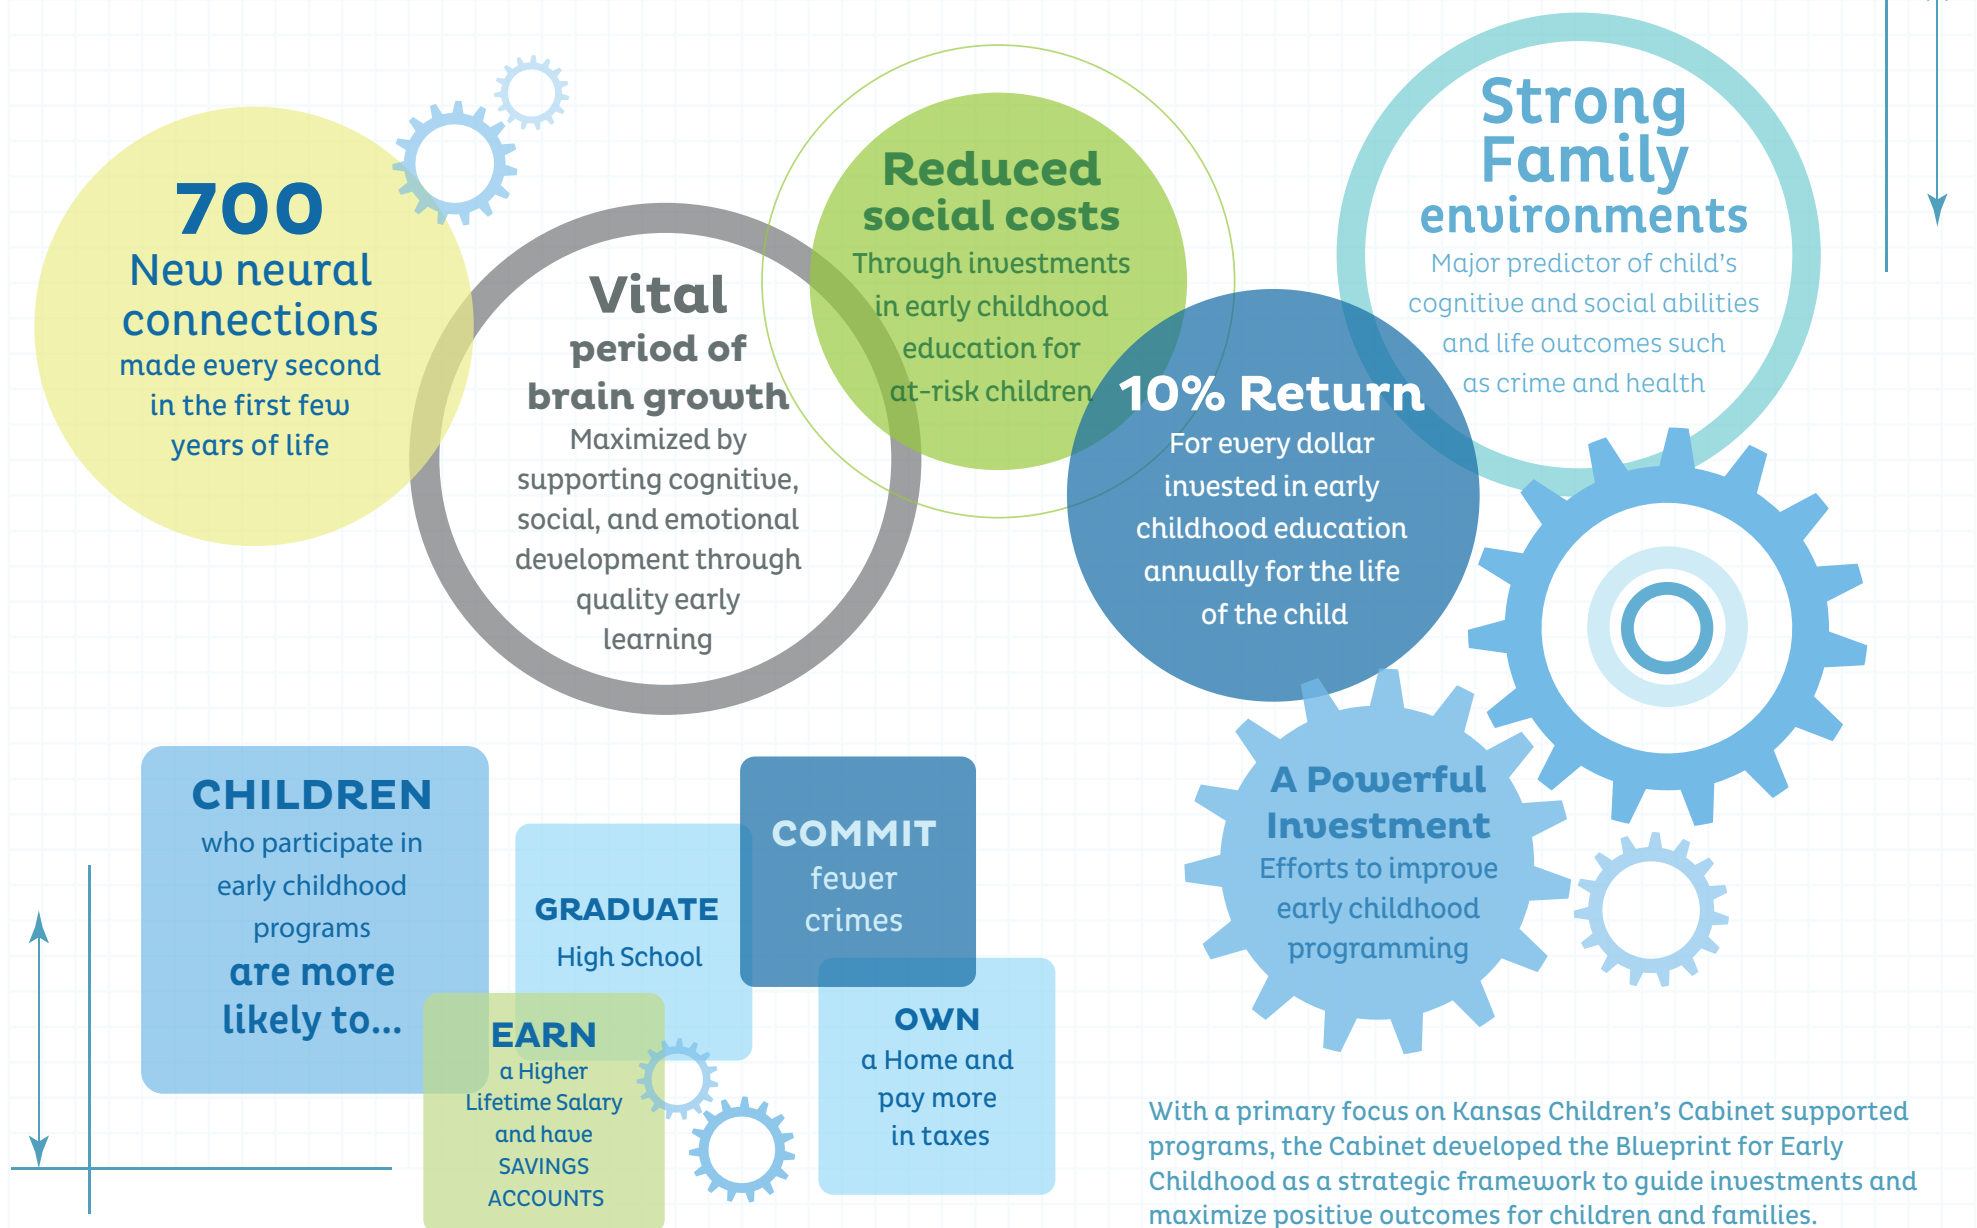 700
New neural
connections
made every second
in the first few
years of life
Vital
period of
brain growth
Maximized by
supporting cognitive,
social, and emotional
development through
quality early
learning
Reduced
social costs
Through investments
in early childhood
education for
at-risk children
10% Return
For every dollar
invested in early
childhood education
annually for the life
of the child
Strong
Family
environments
Major predictor of child's
cognitive and social abilities
and life outcomes such
as crime and health
CHILDREN
who participate in
early childhood
programs
are more
likely to...
GRADUATE
High School
COMMIT
fewer
crimes
EARN
a Higher
Lifetime Salary
and have
SAVINGS
ACCOUNTS
OWN
a Home and
pay more
in taxes
A Powerful
Investment
Efforts to improve
early childhood
programming
With a primary focus on Kansas Children's Cabinet supported
programs, the Cabinet developed the Blueprint for Early
Childhood as a strategic framework to guide investments and
maximize positive outcomes for children and families.